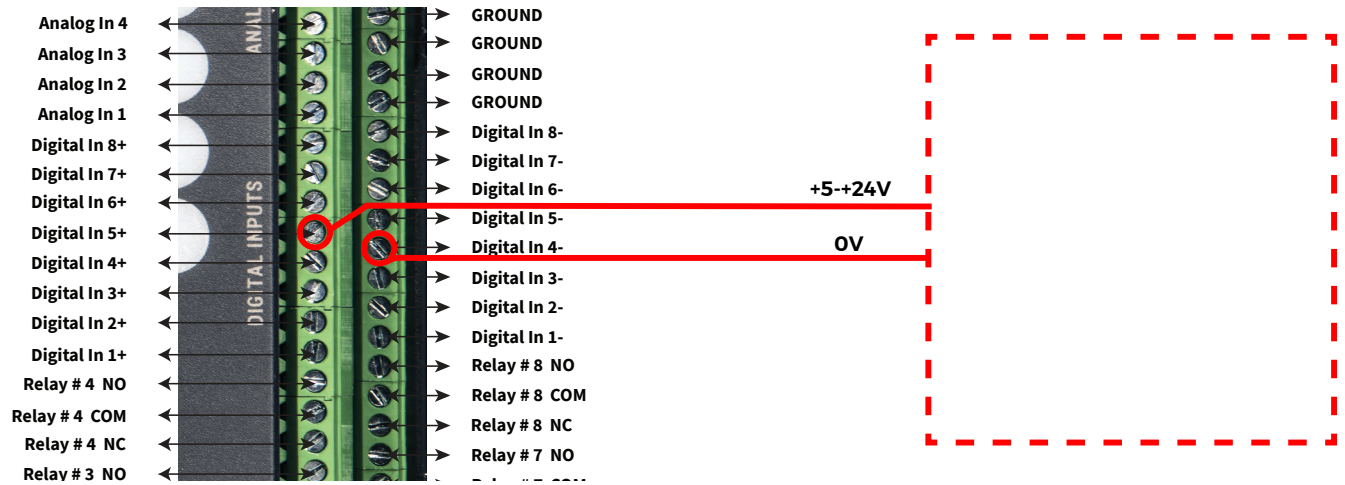 Analog In 4
Analog In 3
Analog In 2
Analog In 1
Digital In 8+
Digital In 7+
Digital In 6+
Digital In 5+
Digital In 4+
Digital In 3+
Digital In 2+
Digital In 1+
Relay # 4 NO
Relay # 4 COM
Relay # 4 NC
Relay # 3 NO
ANAL
DIGITAL INPUTS
GROUND
GROUND
GROUND
GROUND
Digital In 8-
Digital In 7-
Digital In 6-
Digital In 5-
Digital In 4-
Digital In 3-
Digital In 2-
Digital In 1-
Relay # 8 NO
Relay # 8 COM
Relay # 8 NC
Relay # 7 NO
Relay # 7 COM
+5-+24V
0V